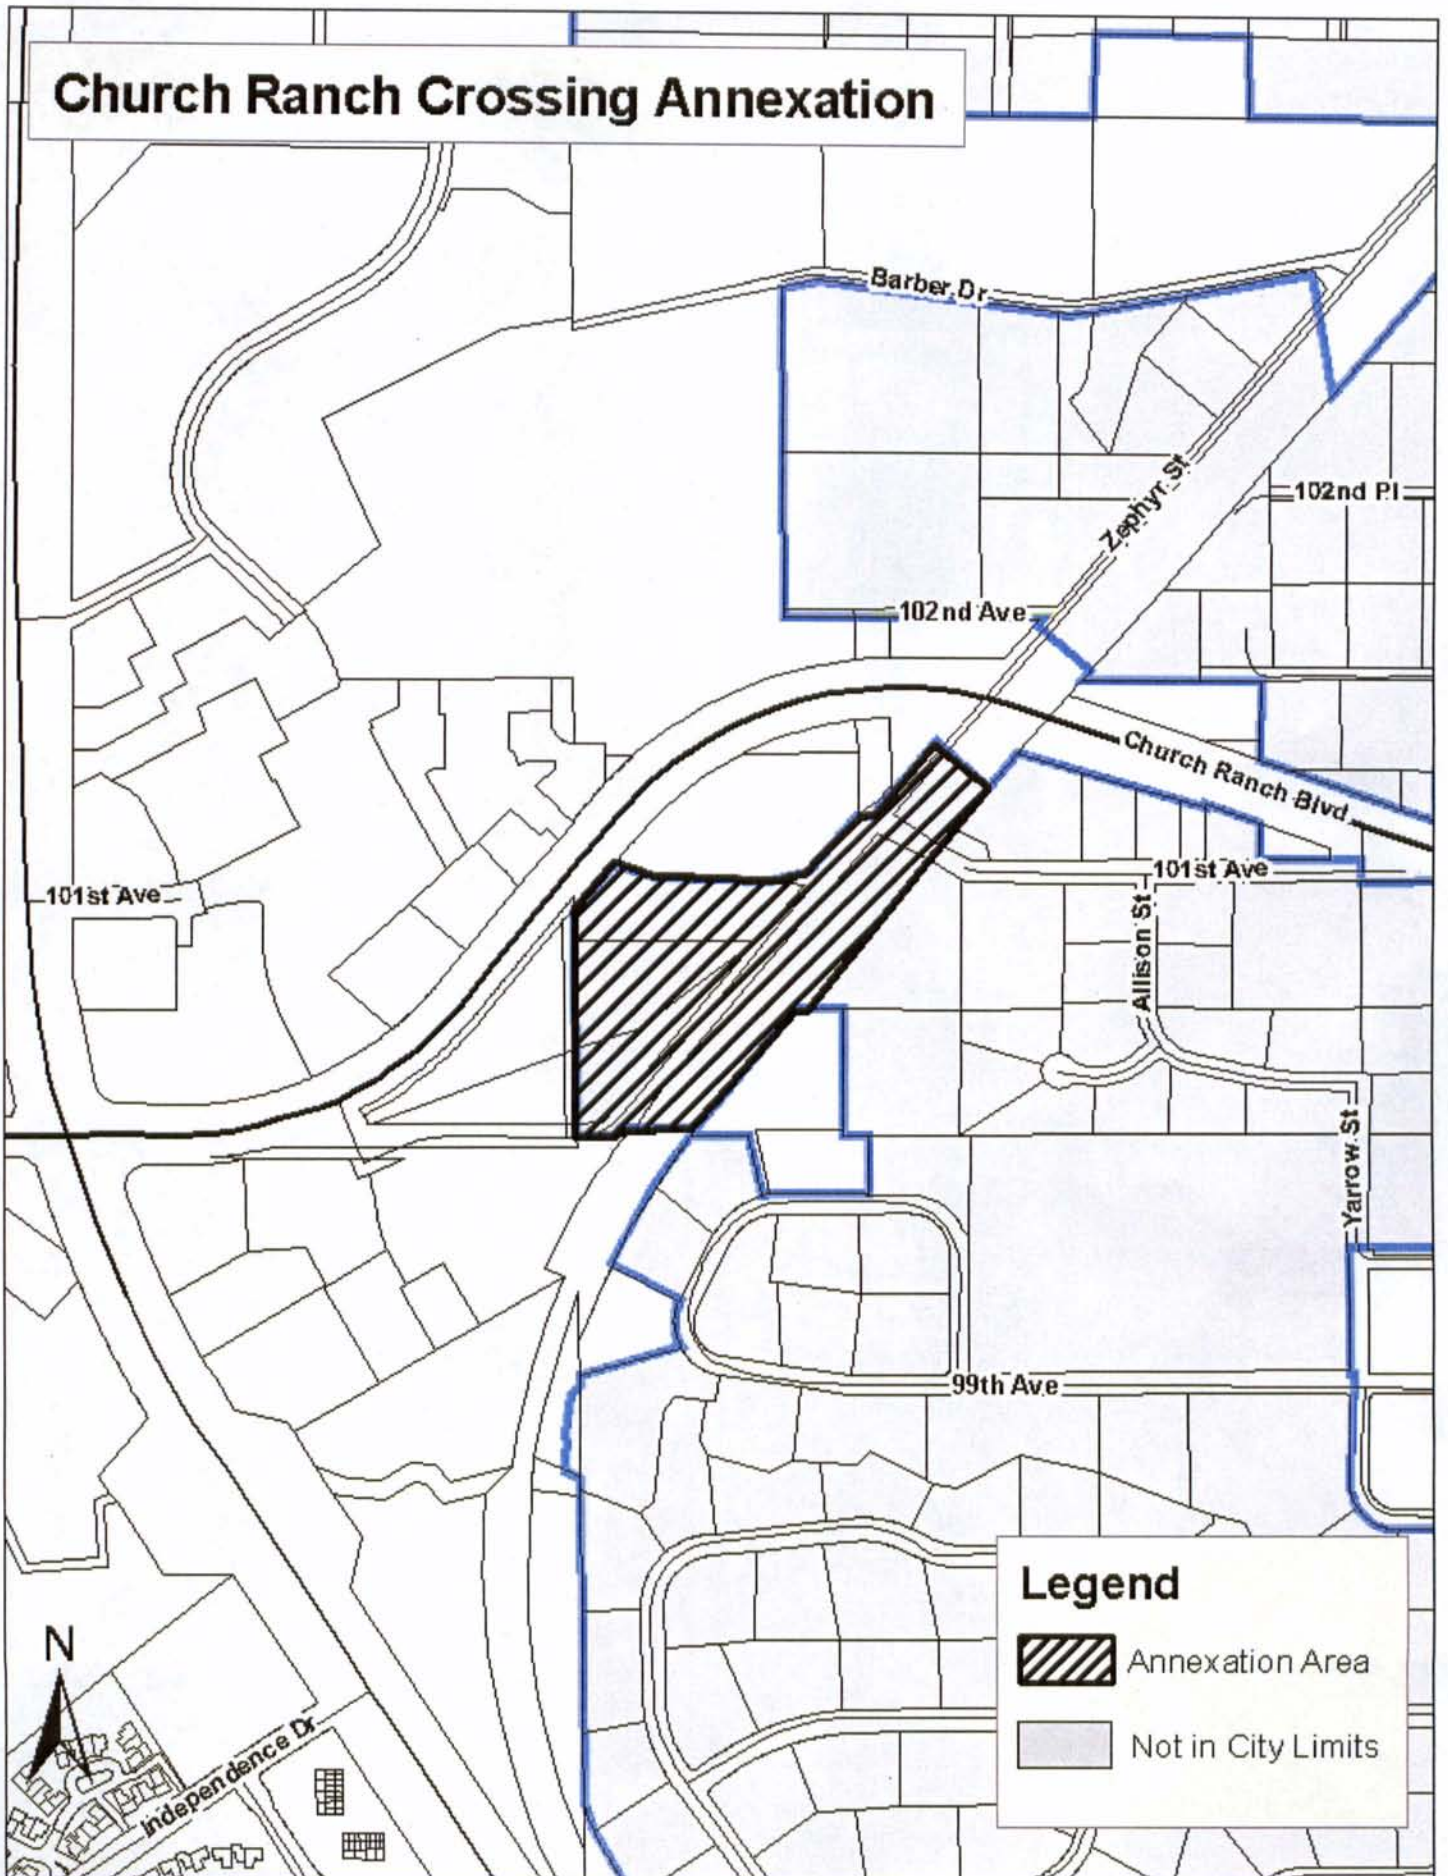 Church Ranch Crossing Annexation
Barber Dr
Zephyr St
102nd Pl
102nd Ave
Church Ranch Blvd
101st Ave
101st Ave
Allison St
Yarrow St
99th Ave
Legend
Annexation Area
Not in City Limits
N
Independence Dr